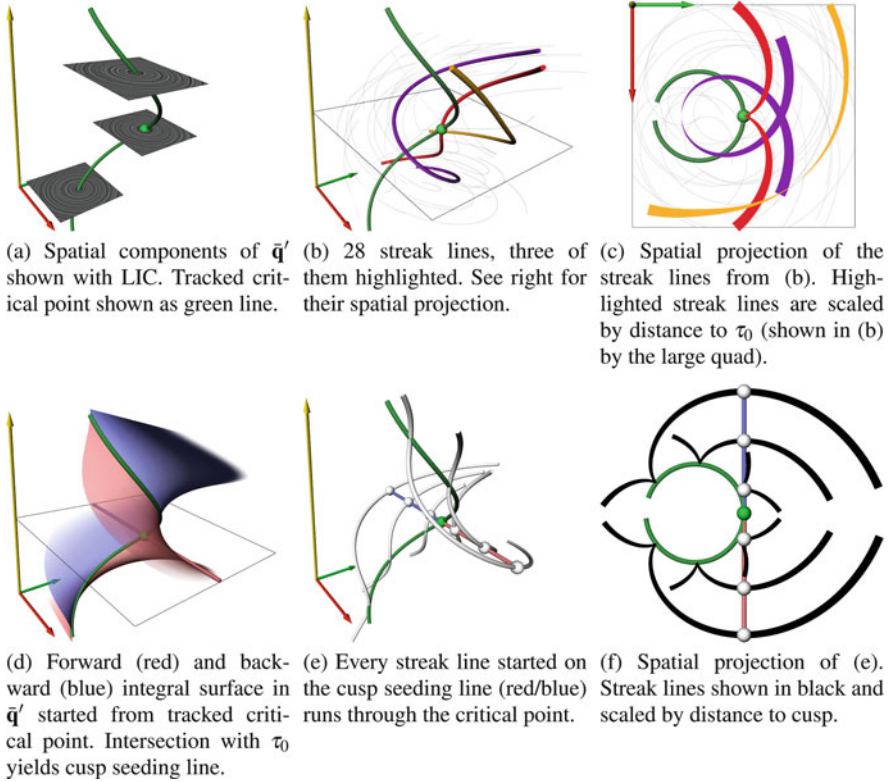 (a) Spatial components of q̄′
shown with LIC. Tracked crit-
ical point shown as green line.
(b) 28 streak lines, three of
them highlighted. See right for
their spatial projection.
(c) Spatial projection of the
streak lines from (b). High-
lighted streak lines are scaled
by distance to τ₀ (shown in (b)
by the large quad).
(d) Forward (red) and back-
ward (blue) integral surface in
q̄′ started from tracked criti-
cal point. Intersection with τ₀
yields cusp seeding line.
(e) Every streak line started on
the cusp seeding line (red/blue)
runs through the critical point.
(f) Spatial projection of (e).
Streak lines shown in black and
scaled by distance to cusp.